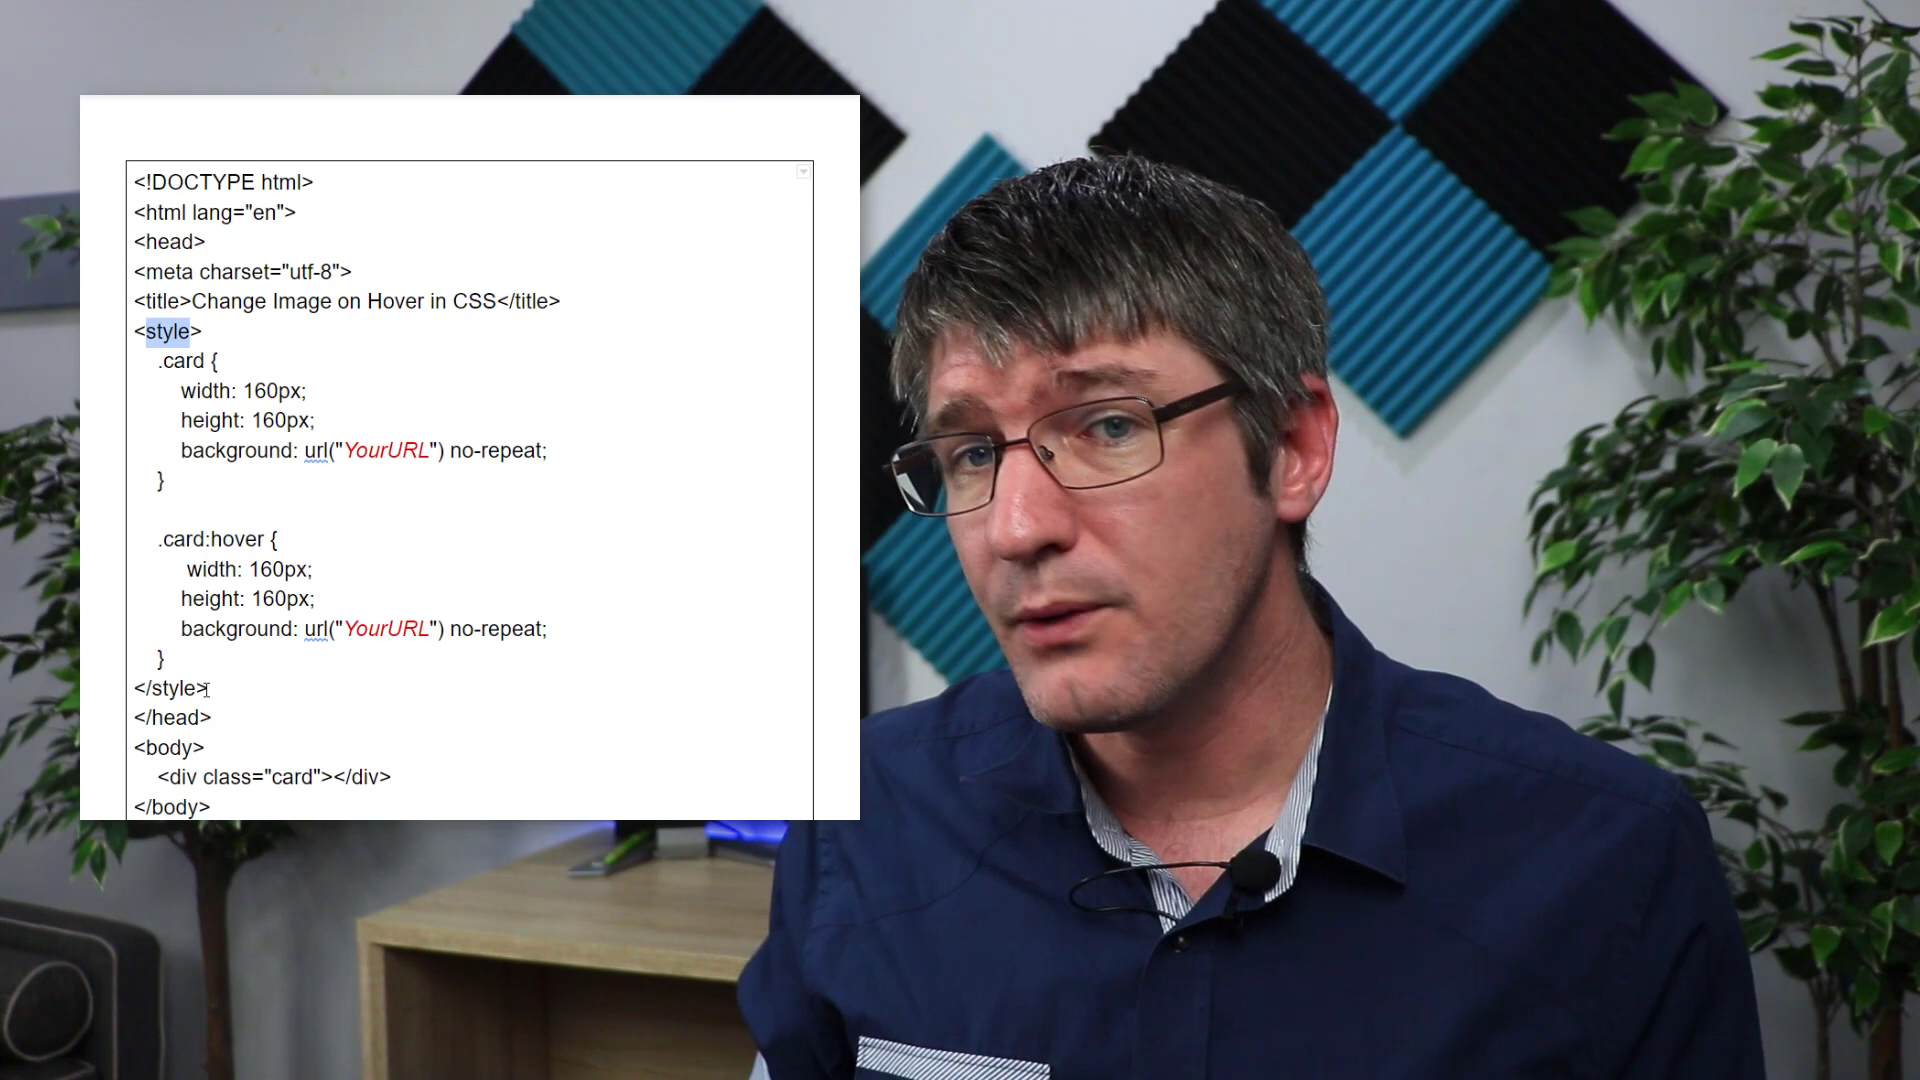 <!DOCTYPE html>
<html lang="en">
<head>
<meta charset="utf-8">
<title>Change Image on Hover in CSS</title>
<style>
.card {
width: 160px;
height: 160px;
background: url("YourURL") no-repeat;
}
.card:hover {
width: 160px;
height: 160px;
background: url("YourURL") no-repeat;
}
</style>
</head>
<body>
<div class="card"></div>
</body>